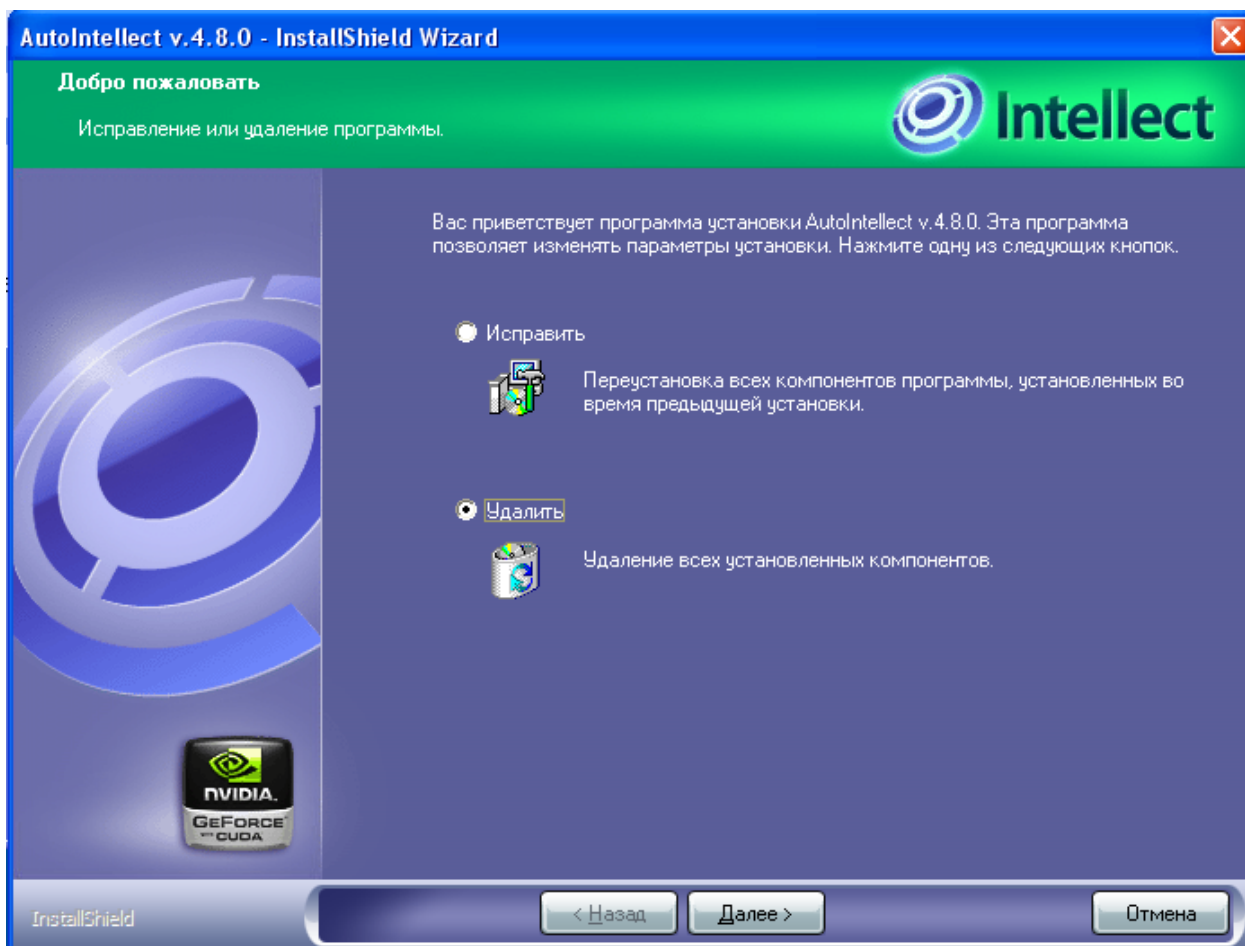 AutoIntellect v.4.8.0 - InstallShield Wizard
Добро пожаловать
Исправление или удаление программы.
Intellect
Вас приветствует программа установки AutoIntellect v.4.8.0. Эта программа
позволяет изменять параметры установки. Нажмите одну из следующих кнопок.
Исправить
Переустановка всех компонентов программы, установленных во
время предыдущей установки.
Удалить
Удаление всех установленных компонентов.
NVIDIA.
GEFORCE
WITH CUDA
InstallShield
< Назад
Далее >
Отмена